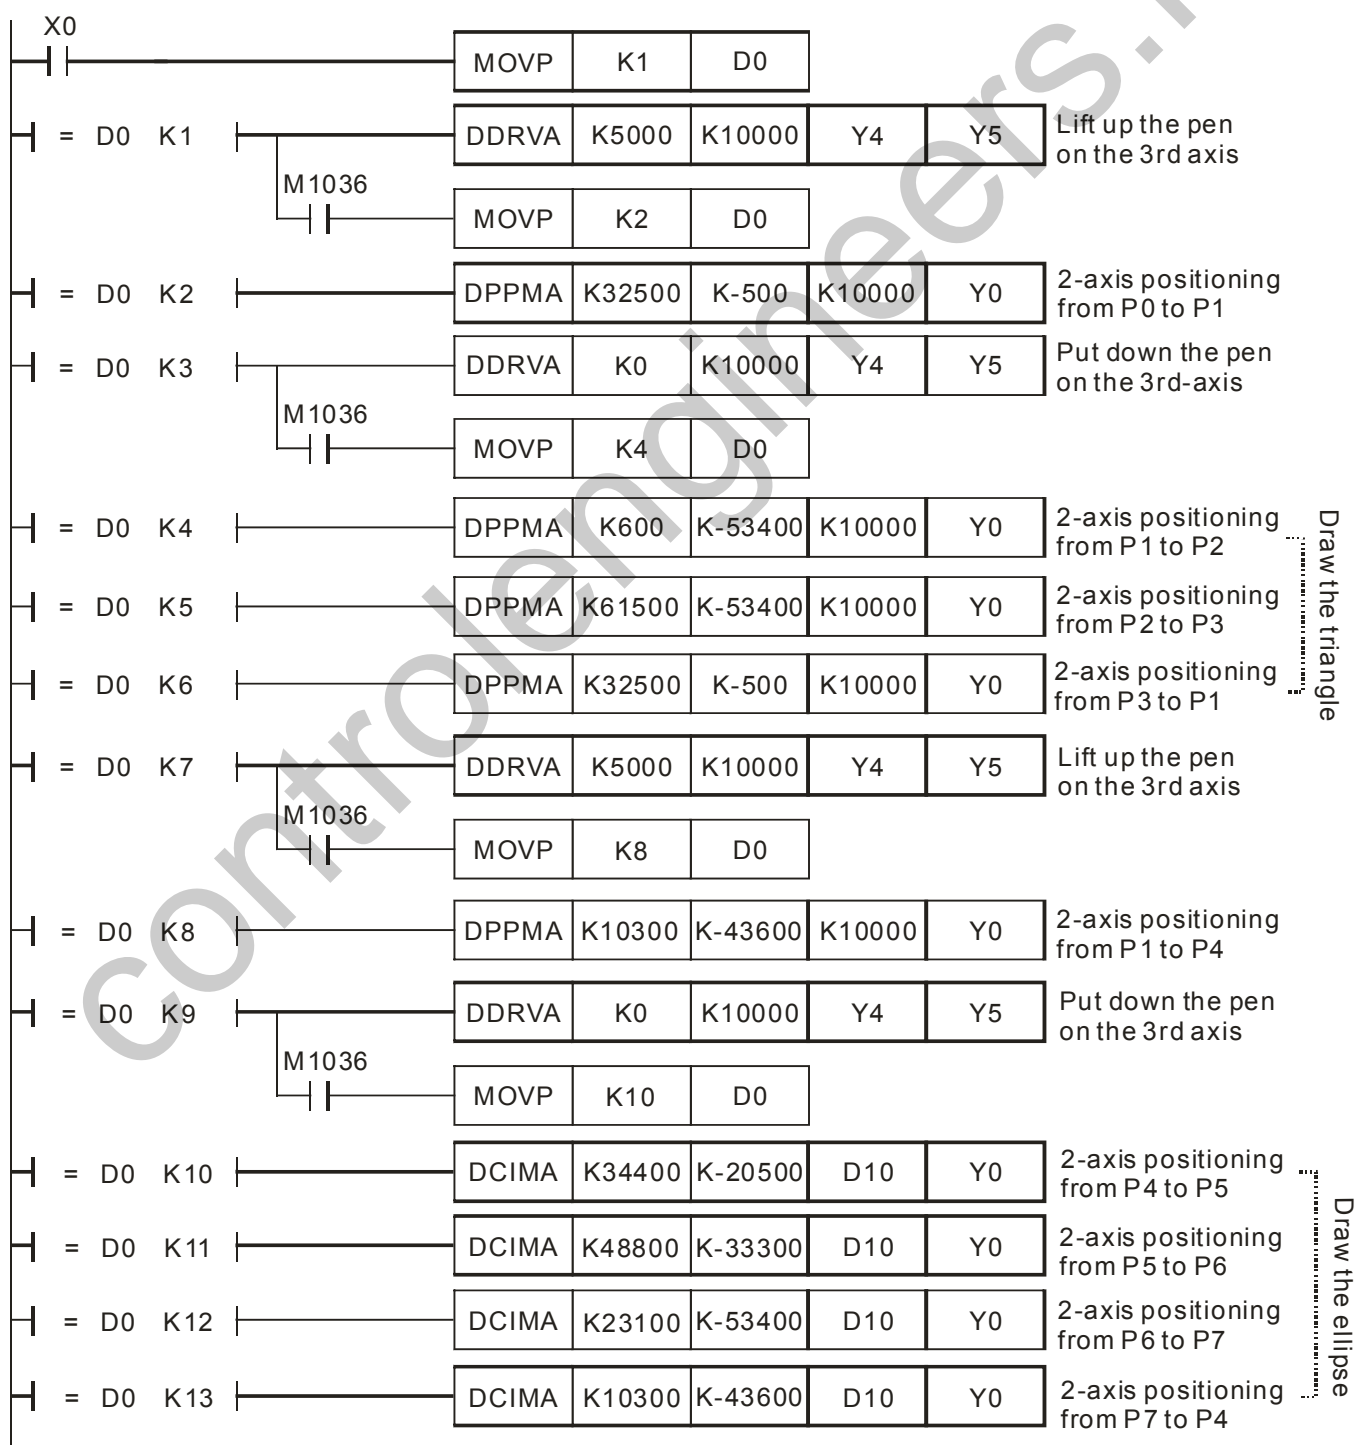 X0
MOVP K1 D0
= D0 K1 DDRVA K5000 K10000 Y4 Y5 Lift up the pen
on the 3rd axis
M1036
MOVP K2 D0
= D0 K2 DPPMA K32500 K-500 K10000 Y0 2-axis positioning
from P0 to P1
= D0 K3 DDRVA K0 K10000 Y4 Y5 Put down the pen
on the 3rd-axis
M1036
MOVP K4 D0
= D0 K4 DPPMA K600 K-53400 K10000 Y0 2-axis positioning
from P1 to P2
= D0 K5 DPPMA K61500 K-53400 K10000 Y0 2-axis positioning
from P2 to P3
= D0 K6 DPPMA K32500 K-500 K10000 Y0 2-axis positioning
from P3 to P1
Draw the triangle
= D0 K7 DDRVA K5000 K10000 Y4 Y5 Lift up the pen
on the 3rd axis
M1036
MOVP K8 D0
= D0 K8 DPPMA K10300 K-43600 K10000 Y0 2-axis positioning
from P1 to P4
= D0 K9 DDRVA K0 K10000 Y4 Y5 Put down the pen
on the 3rd axis
M1036
MOVP K10 D0
= D0 K10 DCIMA K34400 K-20500 D10 Y0 2-axis positioning
from P4 to P5
= D0 K11 DCIMA K48800 K-33300 D10 Y0 2-axis positioning
from P5 to P6
= D0 K12 DCIMA K23100 K-53400 D10 Y0 2-axis positioning
from P6 to P7
= D0 K13 DCIMA K10300 K-43600 D10 Y0 2-axis positioning
from P7 to P4
Draw the ellipse
controlengineers.